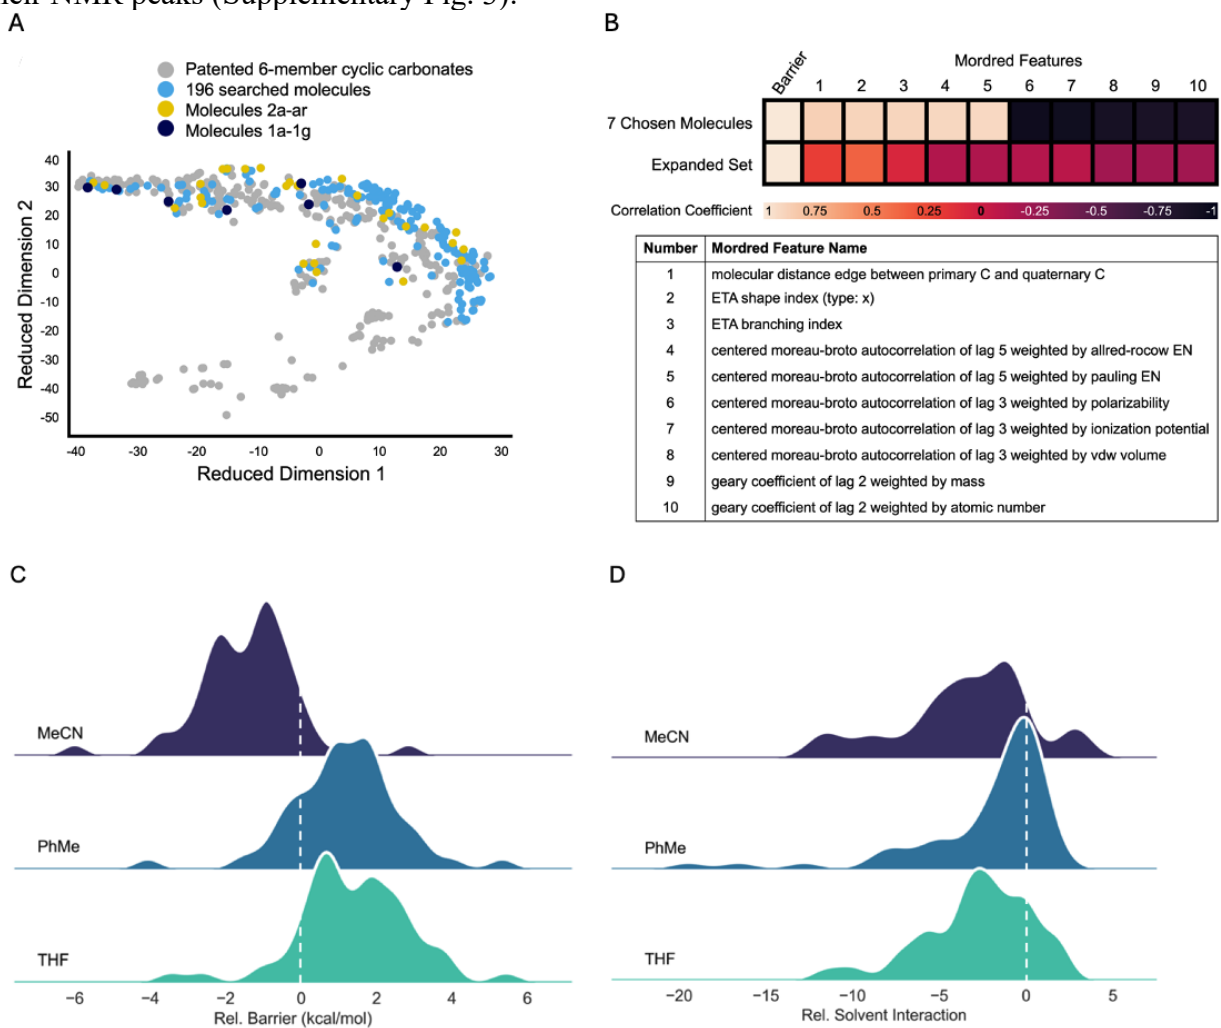 heir NMR peaks (Supplementary Fig. 3).
A
Patented 6-member cyclic carbonates
196 searched molecules
Molecules 2a-ar
Molecules 1a-1g
Reduced Dimension 2
40
30
20
10
0
-10
-20
-30
-40
-50
-40 -30 -20 -10 0 10 20 30
Reduced Dimension 1
B
Mordred Features
Barrier 1 2 3 4 5 6 7 8 9 10
7 Chosen Molecules
Expanded Set
Correlation Coefficient 1 0.75 0.5 0.25 0 -0.25 -0.5 -0.75 -1
Number Mordred Feature Name
1 molecular distance edge between primary C and quaternary C
2 ETA shape index (type: x)
3 ETA branching index
4 centered moreau-broto autocorrelation of lag 5 weighted by allred-rocow EN
5 centered moreau-broto autocorrelation of lag 5 weighted by pauling EN
6 centered moreau-broto autocorrelation of lag 3 weighted by polarizability
7 centered moreau-broto autocorrelation of lag 3 weighted by ionization potential
8 centered moreau-broto autocorrelation of lag 3 weighted by vdw volume
9 geary coefficient of lag 2 weighted by mass
10 geary coefficient of lag 2 weighted by atomic number
C
MeCN
PhMe
THF
−6 −4 −2 0 2 4 6
Rel. Barrier (kcal/mol)
D
MeCN
PhMe
THF
−20 −15 −10 −5 0 5
Rel. Solvent Interaction